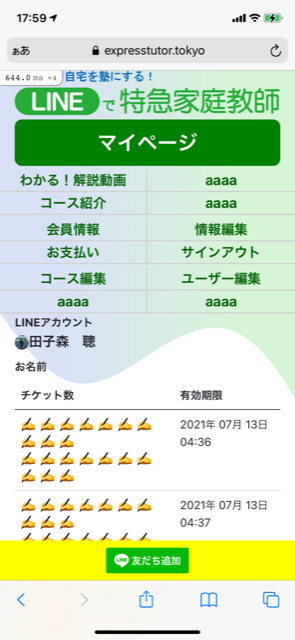 17:59
ぁあ expresstutor.tokyo
644.0 ms ×4 自宅を塾にする！
LINEで特急家庭教師
マイページ
わかる！解説動画 aaaa
コース紹介 aaaa
会員情報 情報編集
お支払い サインアウト
コース編集 ユーザー編集
aaaa aaaa
LINEアカウント
田子森　聰
お名前
チケット数 有効期限
2021年 07月 13日
04:36
2021年 07月 13日
04:37
LINE 友だち追加